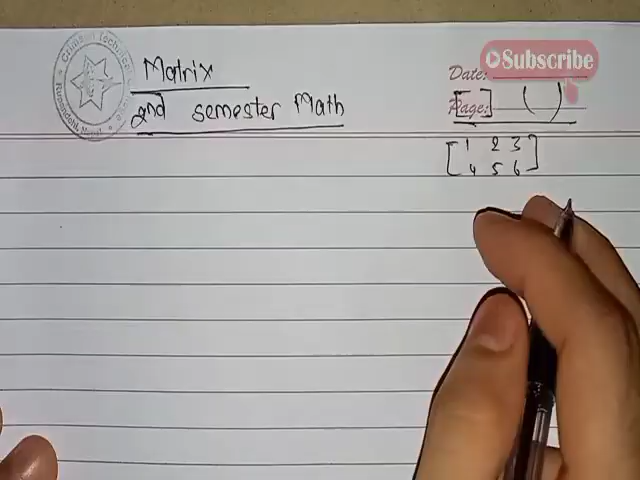 Matrix
2nd semester Math
Subscribe
Date:
Page:
[ ] ( )
[ 1 2 3
4 5 6 ]